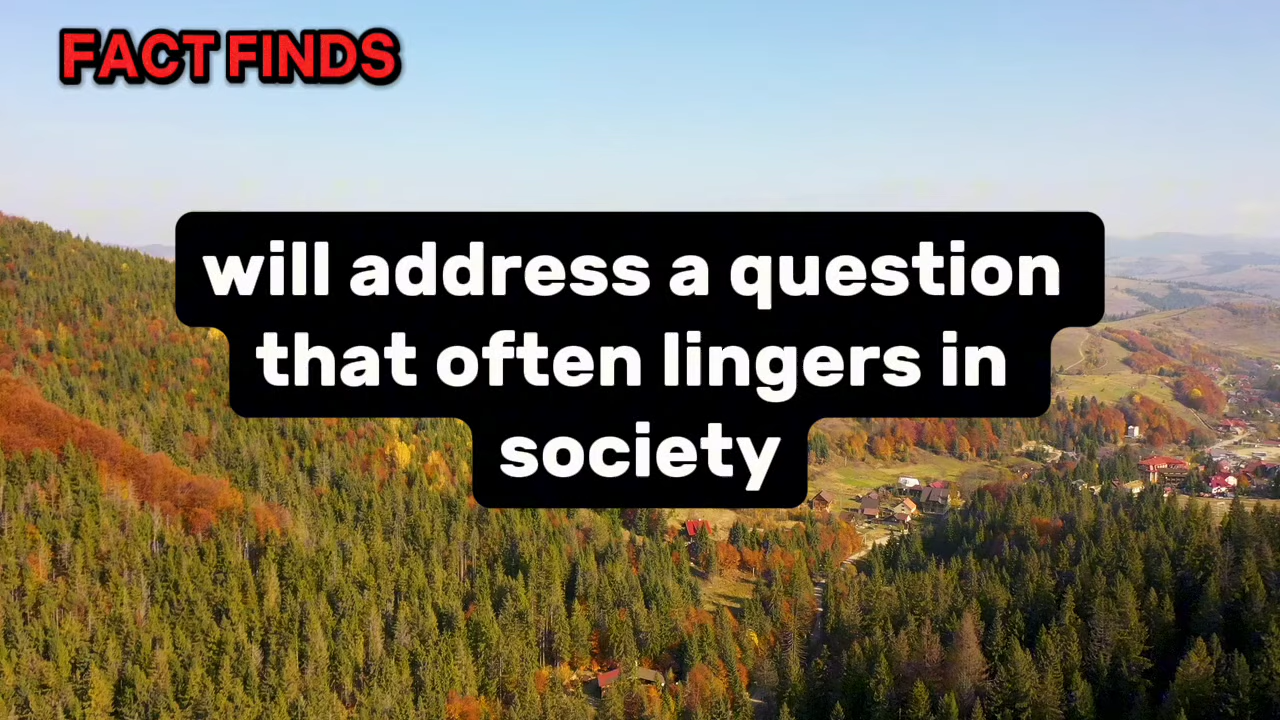 FACT FINDS
will address a question
that often lingers in
society